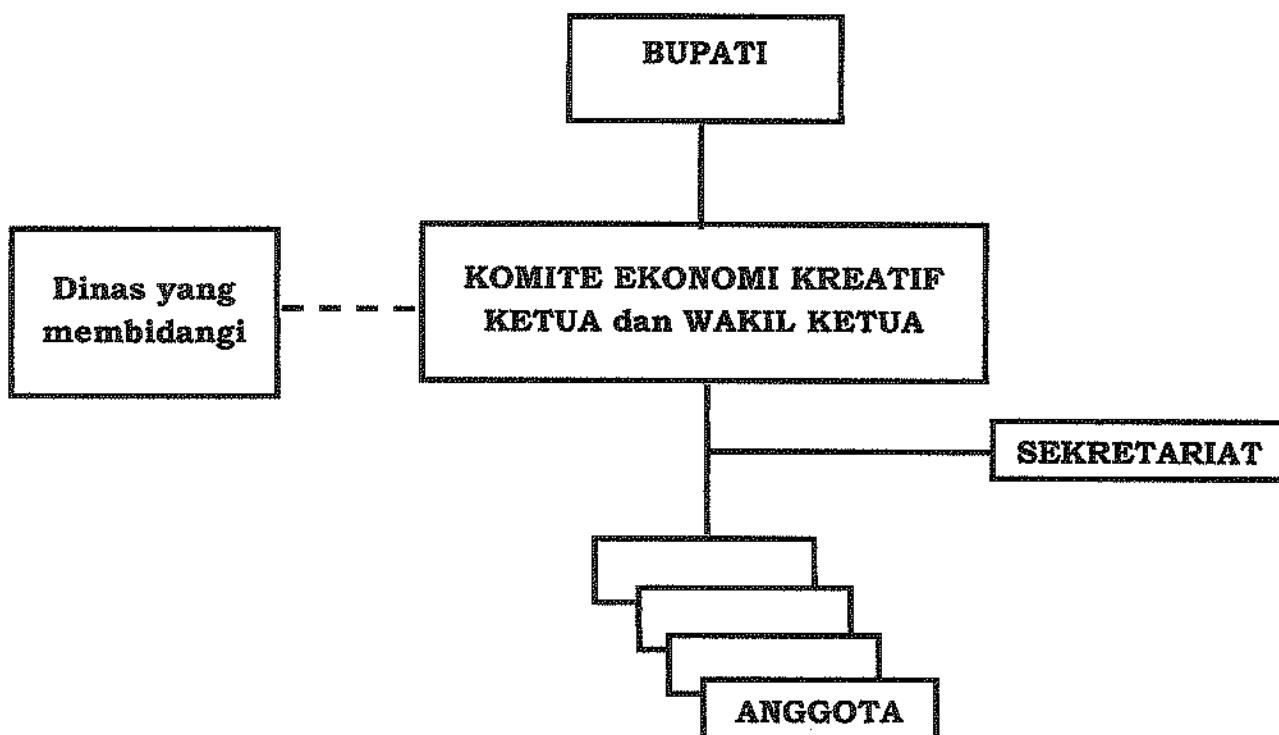 BUPATI
Dinas yang
membidangi
KOMITE EKONOMI KREATIF
KETUA dan WAKIL KETUA
SEKRETARIAT
ANGGOTA